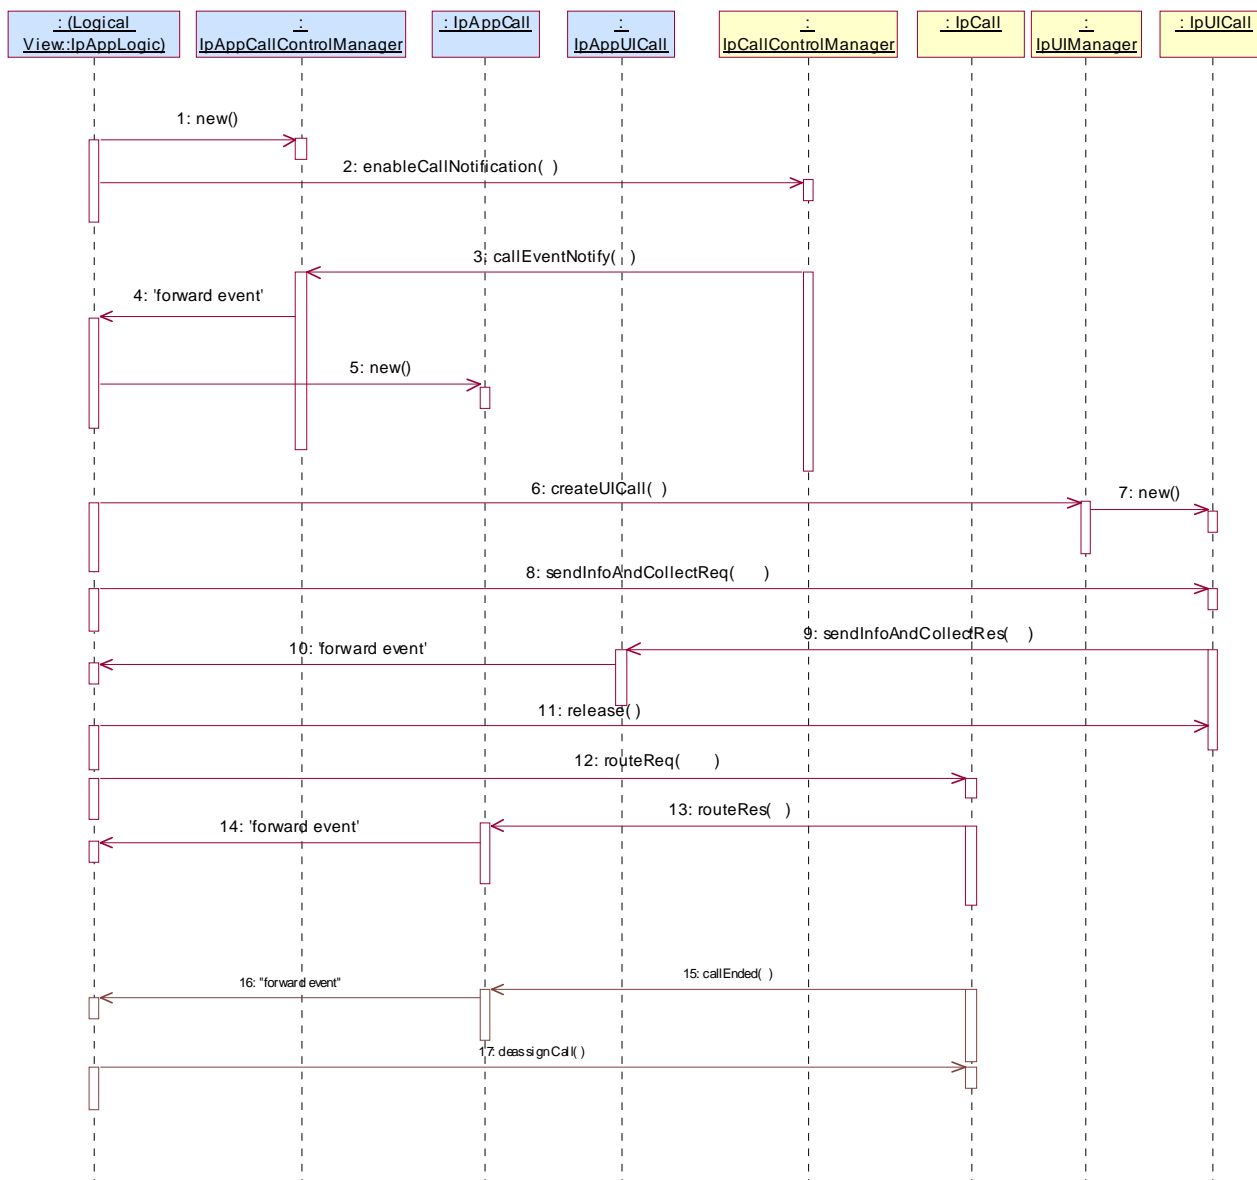 : (Logical
View::IpAppLogic)
:
IpAppCallControlManager
: IpAppCall
:
IpAppUICall
:
IpCallControlManager
: IpCall
:
IpUIManager
: IpUICall
1: new()
2: enableCallNotification( )
3: callEventNotify( )
4: 'forward event'
5: new()
6: createUICall( )
7: new()
8: sendInfoAndCollectReq( )
9: sendInfoAndCollectRes( )
10: 'forward event'
11: release( )
12: routeReq( )
13: routeRes( )
14: 'forward event'
15: callEnded( )
16: "forward event"
17: deassignCall( )